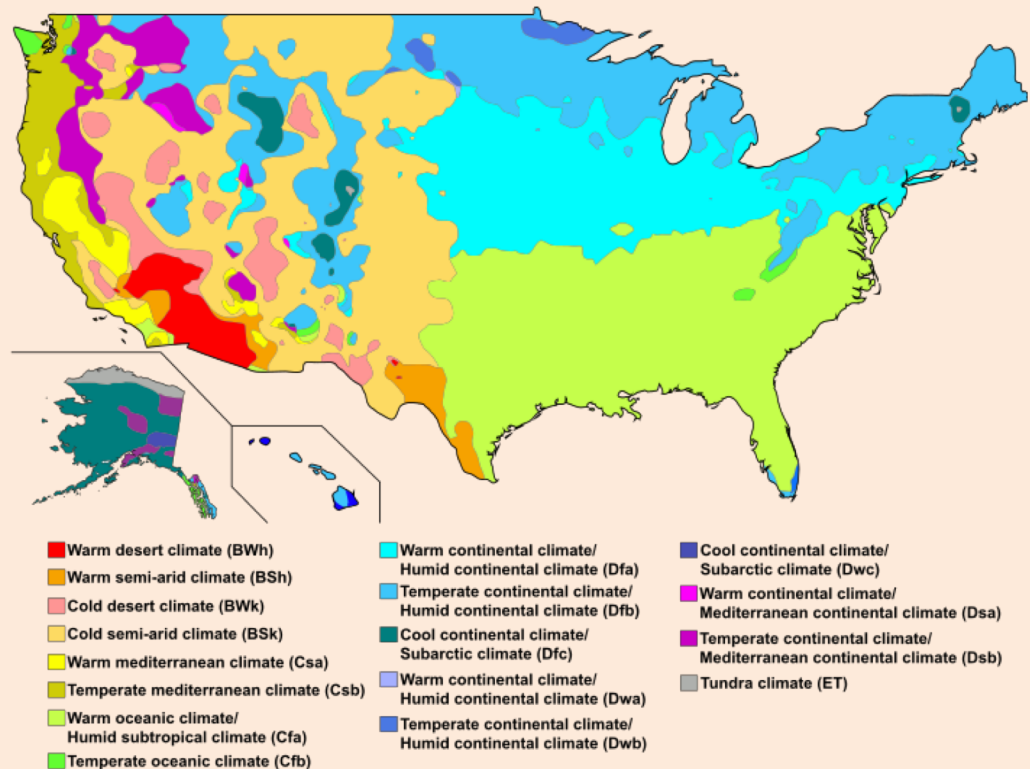 Warm desert climate (BWh)
Warm semi-arid climate (BSh)
Cold desert climate (BWk)
Cold semi-arid climate (BSk)
Warm mediterranean climate (Csa)
Temperate mediterranean climate (Csb)
Warm oceanic climate/
Humid subtropical climate (Cfa)
Temperate oceanic climate (Cfb)
Warm continental climate/
Humid continental climate (Dfa)
Temperate continental climate/
Humid continental climate (Dfb)
Cool continental climate/
Subarctic climate (Dfc)
Warm continental climate/
Humid continental climate (Dwa)
Temperate continental climate/
Humid continental climate (Dwb)
Cool continental climate/
Subarctic climate (Dwc)
Warm continental climate/
Mediterranean continental climate (Dsa)
Temperate continental climate/
Mediterranean continental climate (Dsb)
Tundra climate (ET)